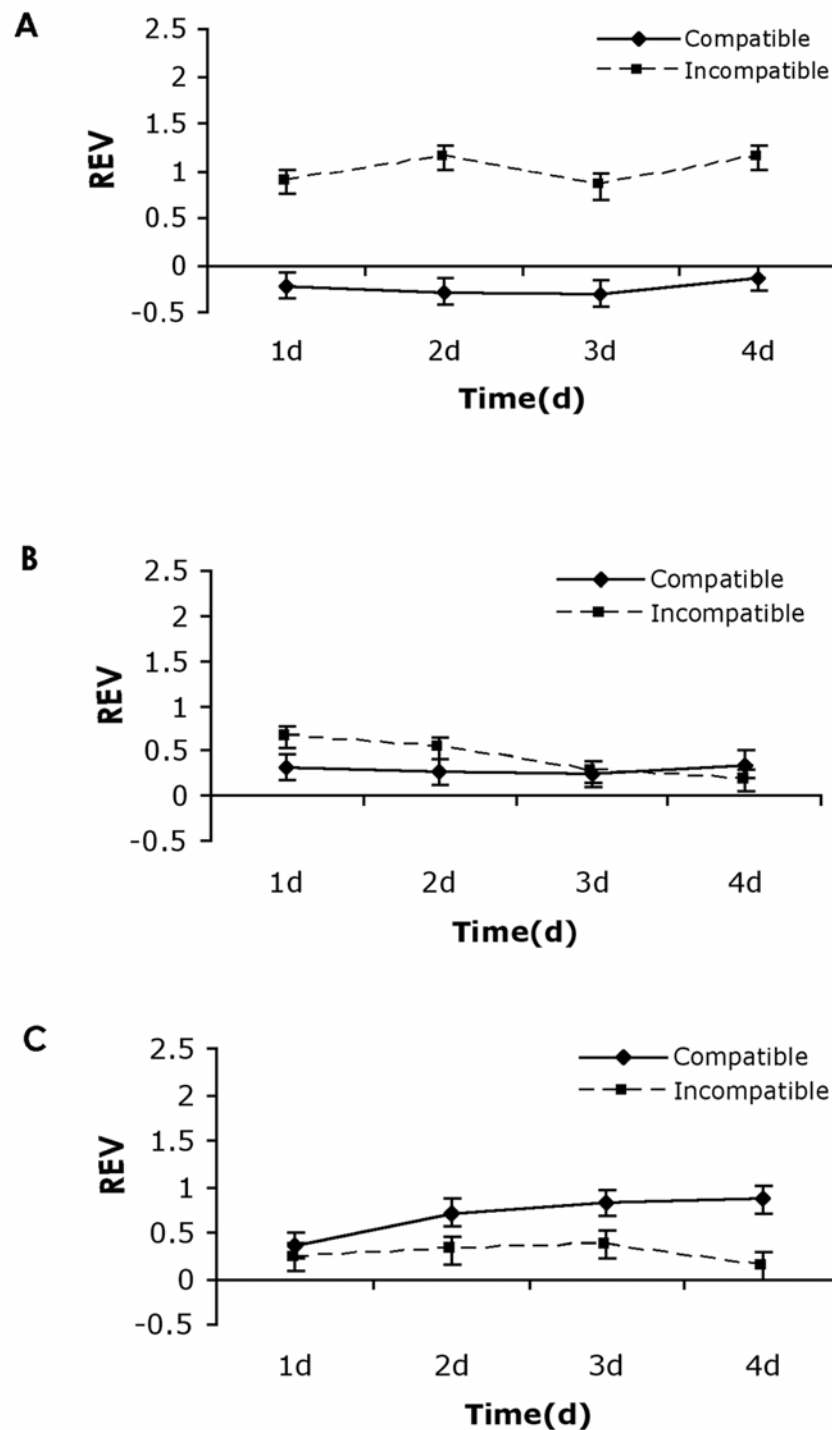 A
2.5
2
1.5
1
0.5
0
-0.5
REV
Compatible
Incompatible
1d 2d 3d 4d
Time(d)
B
2.5
2
1.5
1
0.5
0
-0.5
REV
Compatible
Incompatible
1d 2d 3d 4d
Time(d)
C
2.5
2
1.5
1
0.5
0
-0.5
REV
Compatible
Incompatible
1d 2d 3d 4d
Time(d)